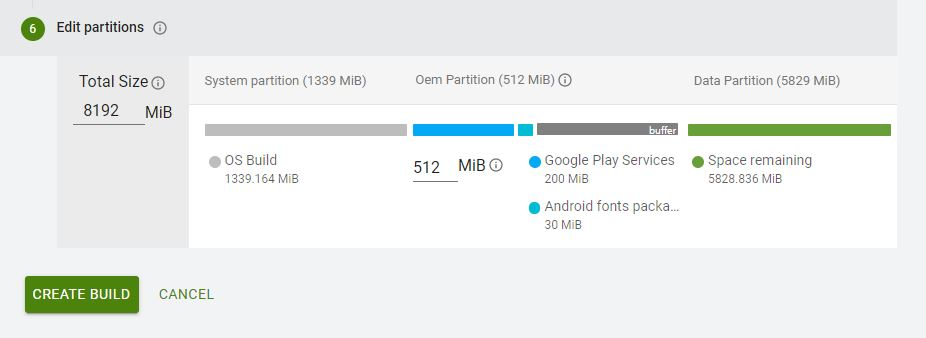 6 Edit partitions
Total Size
8192 MiB
System partition (1339 MiB)
Oem Partition (512 MiB)
Data Partition (5829 MiB)
buffer
OS Build
1339.164 MiB
512 MiB
Google Play Services
200 MiB
Android fonts packa...
30 MiB
Space remaining
5828.836 MiB
CREATE BUILD
CANCEL